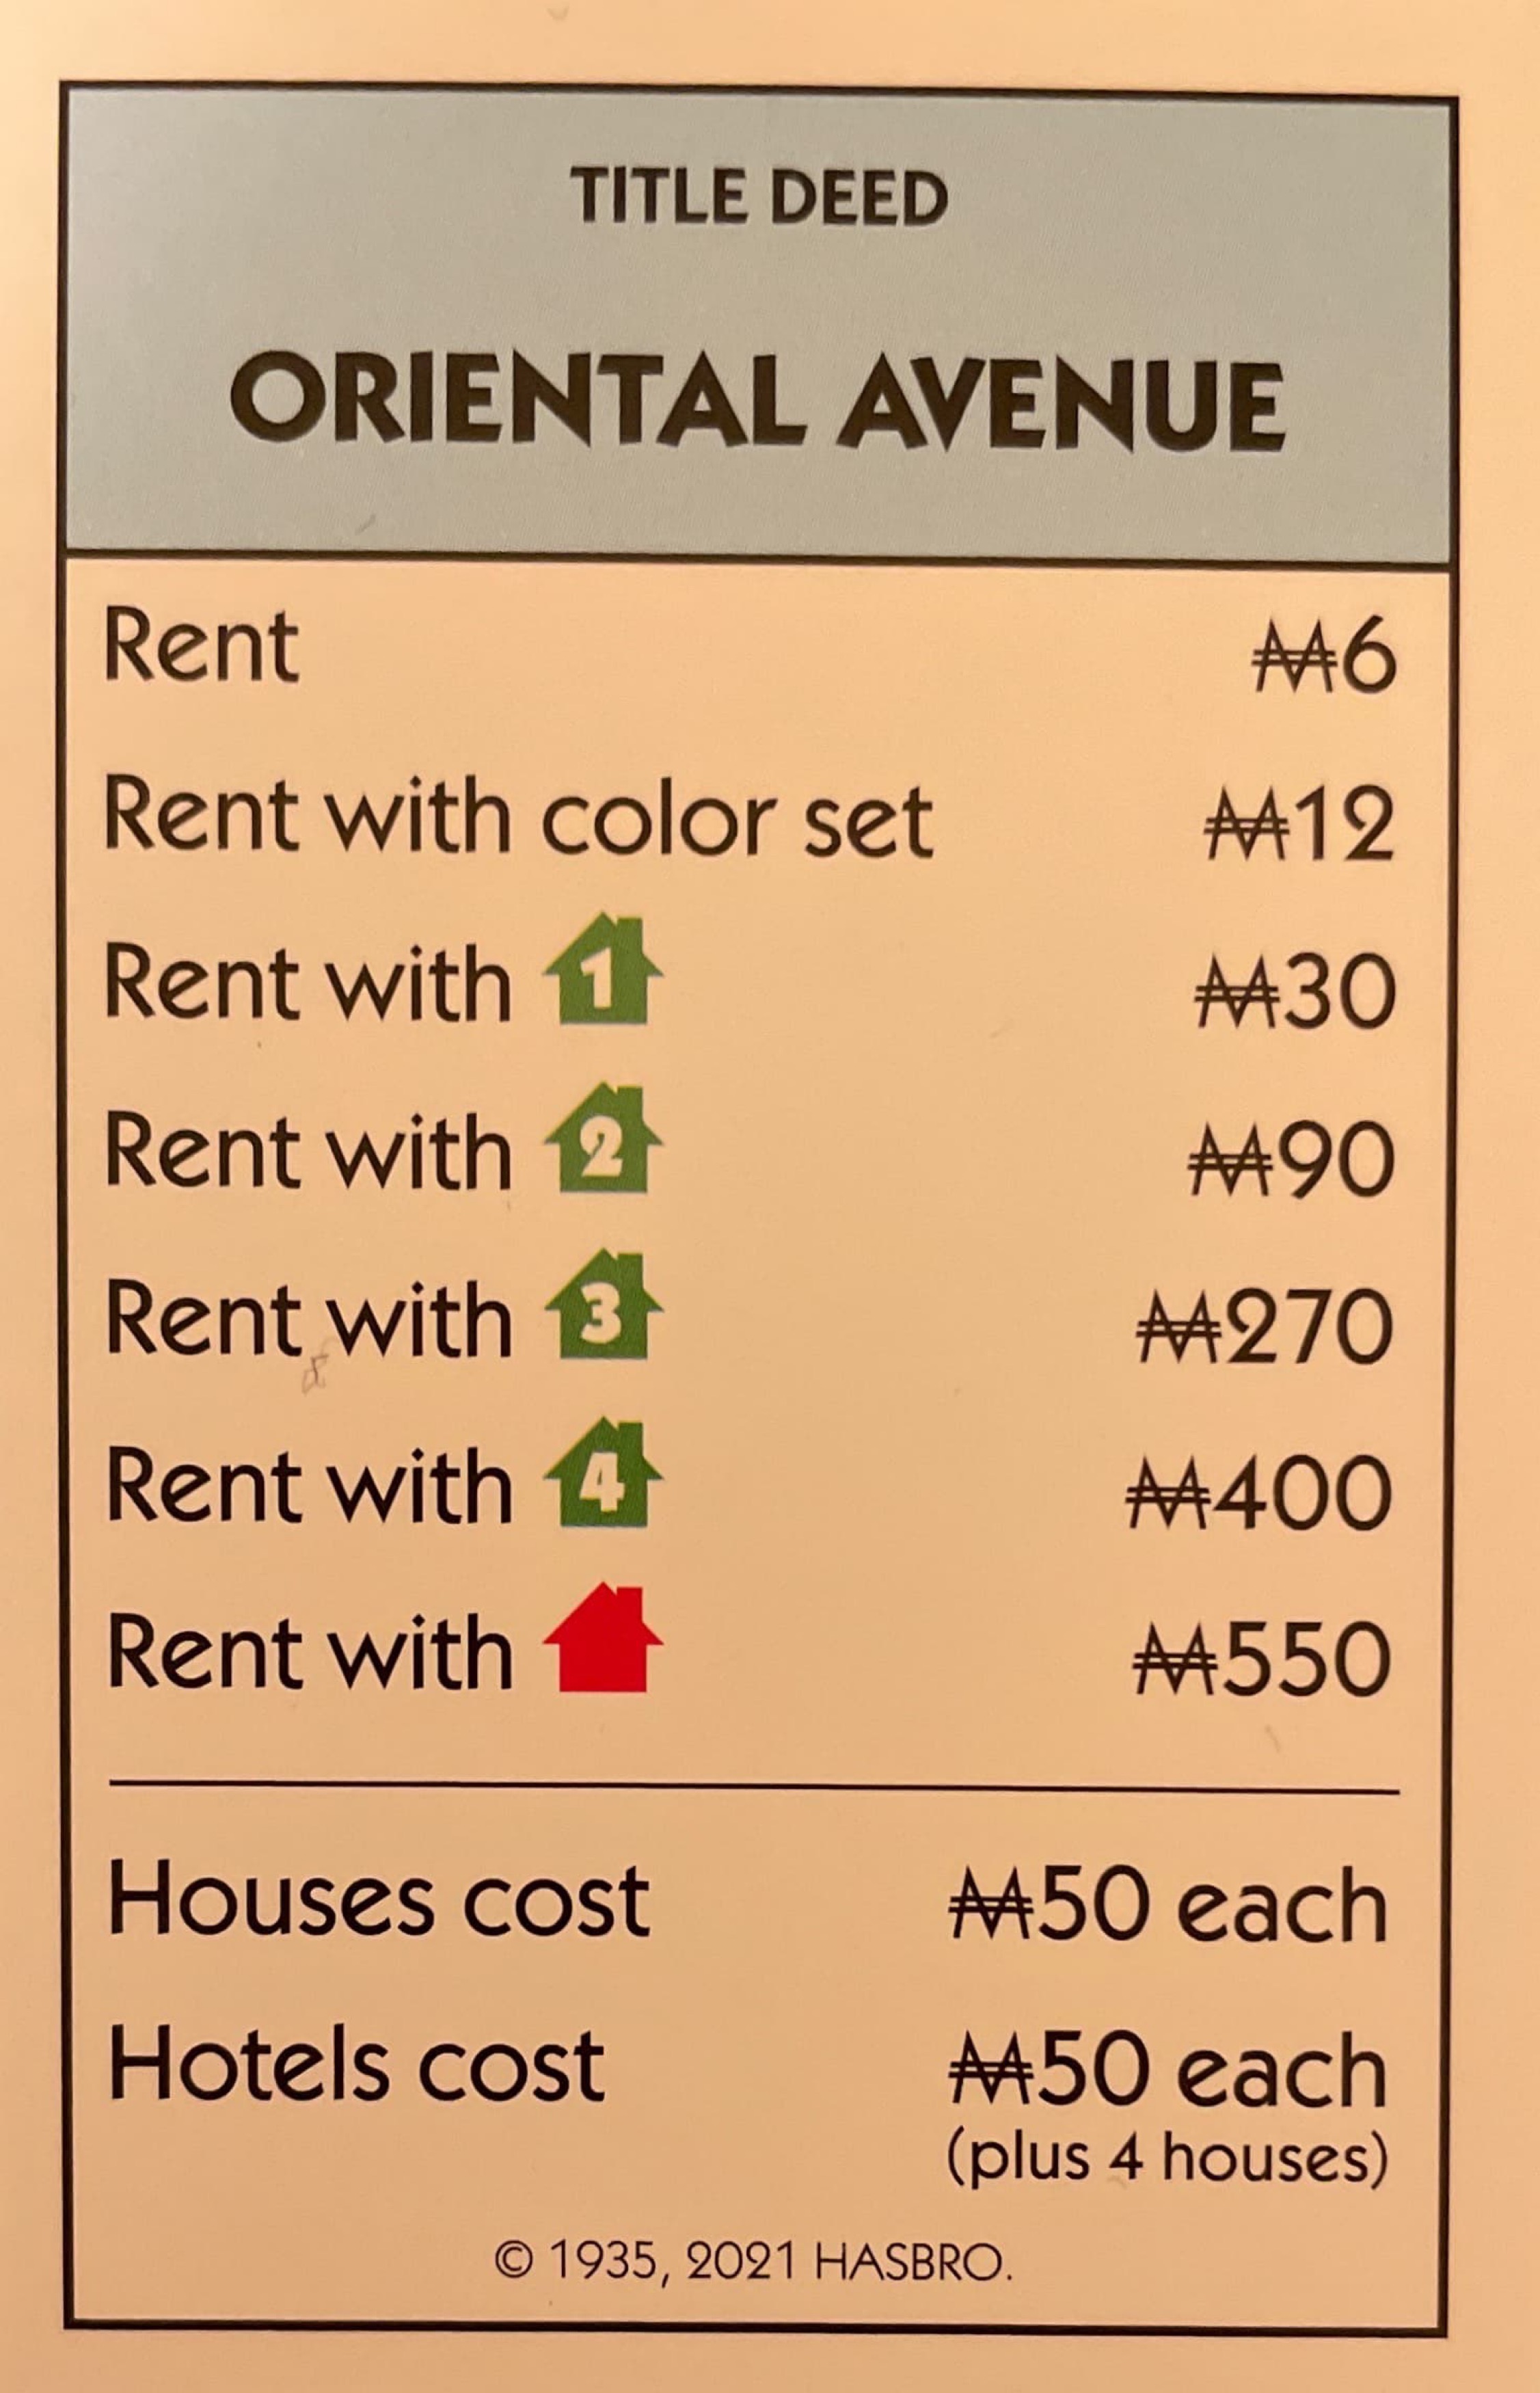 TITLE DEED
ORIENTAL AVENUE
Rent ₩6
Rent with color set ₩12
Rent with 1 ₩30
Rent with 2 ₩90
Rent with 3 ₩270
Rent with 4 ₩400
Rent with ₩550
Houses cost ₩50 each
Hotels cost ₩50 each
(plus 4 houses)
© 1935, 2021 HASBRO.